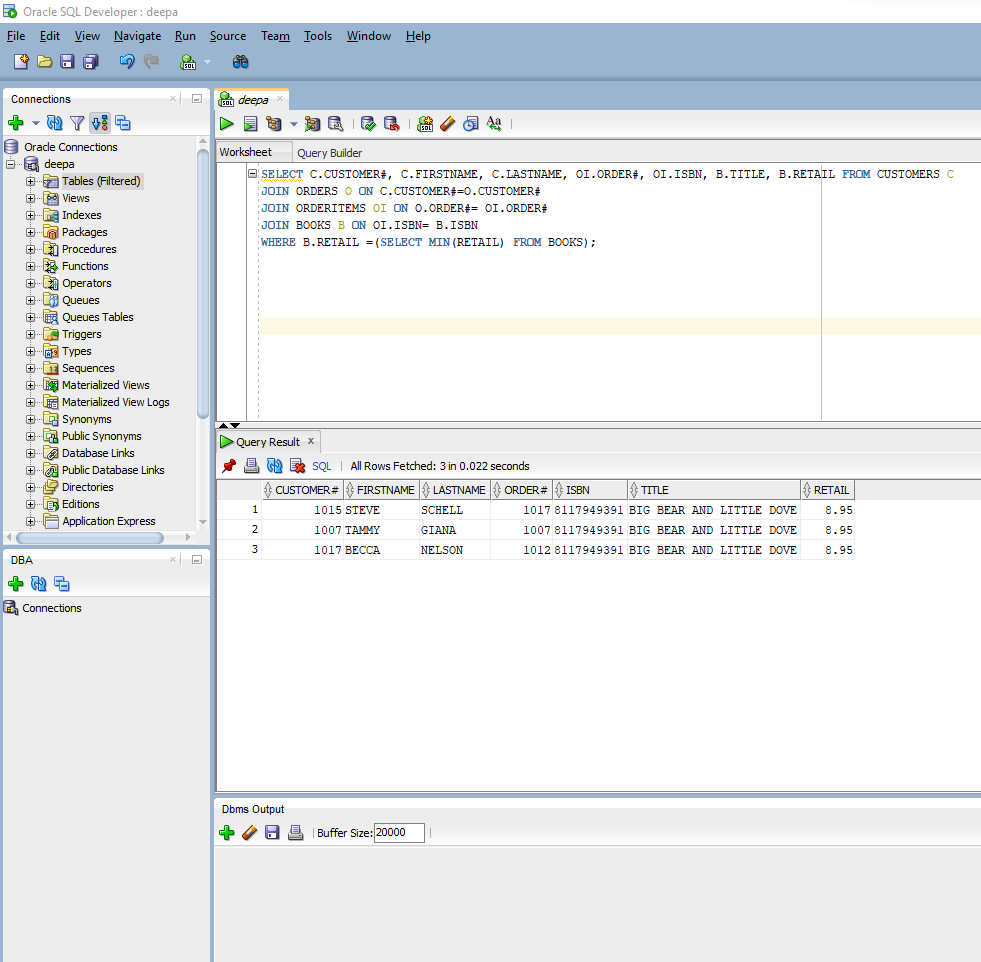 Oracle SQL Developer : deepa
File Edit View Navigate Run Source Team Tools Window Help
SQL
Connections
Oracle Connections
deepa
Tables (Filtered)
Views
Indexes
Packages
Procedures
Functions
Operators
Queues
Queues Tables
Triggers
Types
Sequences
Materialized Views
Materialized View Logs
Synonyms
Public Synonyms
Database Links
Public Database Links
Directories
Editions
Application Express
DBA
Connections
deepa
Worksheet Query Builder
SELECT C.CUSTOMER#, C.FIRSTNAME, C.LASTNAME, OI.ORDER#, OI.ISBN, B.TITLE, B.RETAIL FROM CUSTOMERS C
JOIN ORDERS O ON C.CUSTOMER#=O.CUSTOMER#
JOIN ORDERITEMS OI ON O.ORDER#= OI.ORDER#
JOIN BOOKS B ON OI.ISBN= B.ISBN
WHERE B.RETAIL =(SELECT MIN(RETAIL) FROM BOOKS);
Query Result x
SQL | All Rows Fetched: 3 in 0.022 seconds
CUSTOMER# FIRSTNAME LASTNAME ORDER# ISBN TITLE RETAIL
1 1015 STEVE SCHELL 1017 8117949391 BIG BEAR AND LITTLE DOVE 8.95
2 1007 TAMMY GIANA 1007 8117949391 BIG BEAR AND LITTLE DOVE 8.95
3 1017 BECCA NELSON 1012 8117949391 BIG BEAR AND LITTLE DOVE 8.95
Dbms Output
Buffer Size: 20000